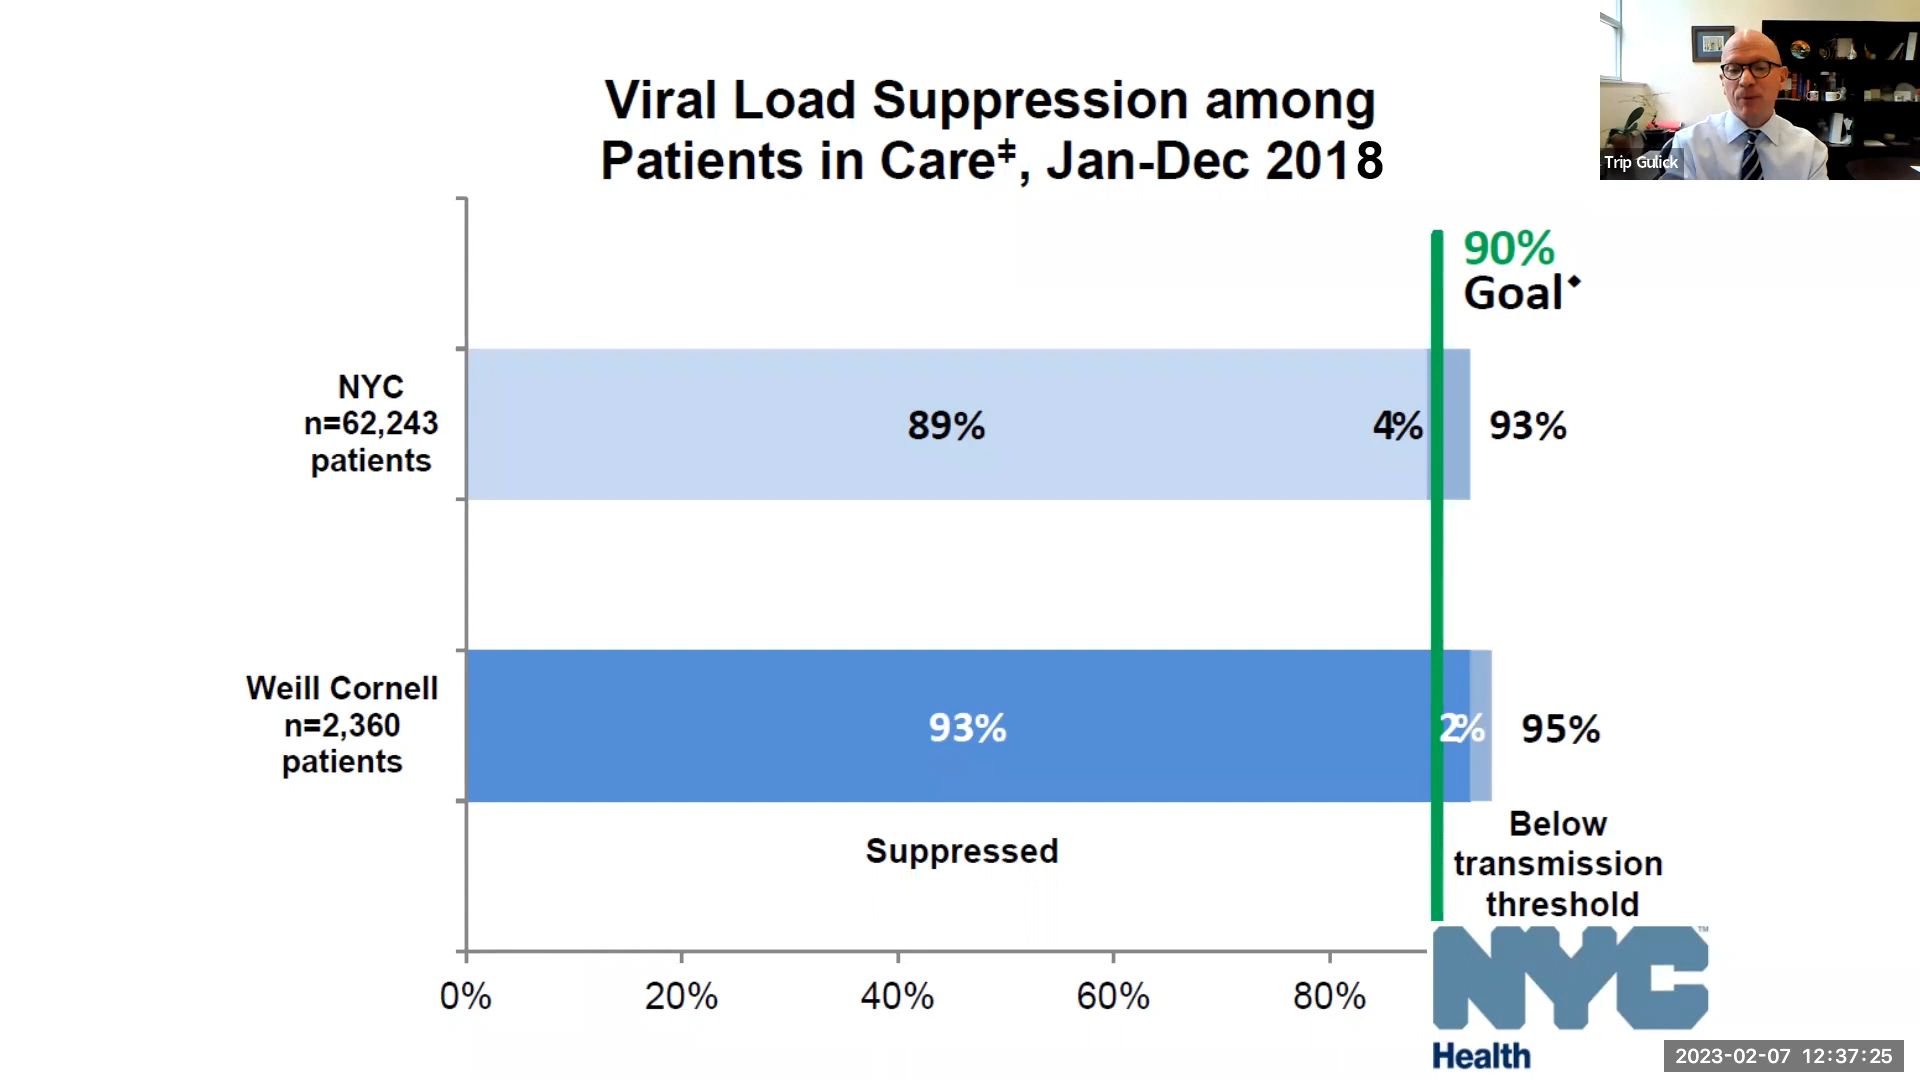 Viral Load Suppression among
Patients in Care‡, Jan-Dec 2018
Trip Gulick
90%
Goal◆
NYC
n=62,243
patients
89%
4%
93%
Weill Cornell
n=2,360
patients
93%
2%
95%
Suppressed
Below
transmission
threshold
0%
20%
40%
60%
80%
NYC™
Health
2023-02-07 12:37:25